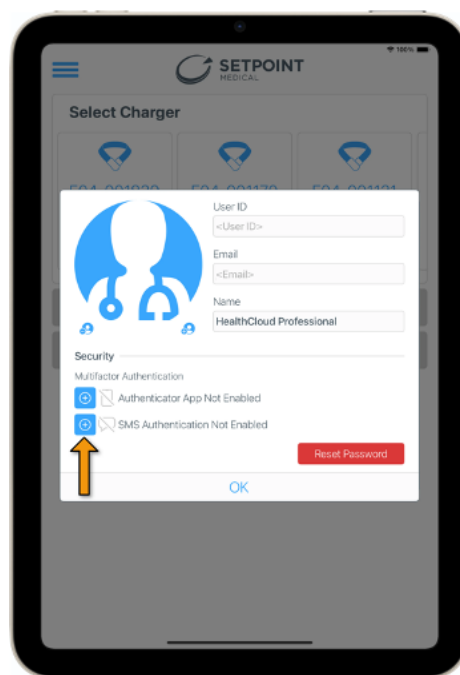 100%
SETPOINT
MEDICAL
Select Charger
User ID
<User ID>
Email
<Email>
Name
HealthCloud Professional
Security
Multifactor Authentication
Authenticator App Not Enabled
SMS Authentication Not Enabled
Reset Password
OK